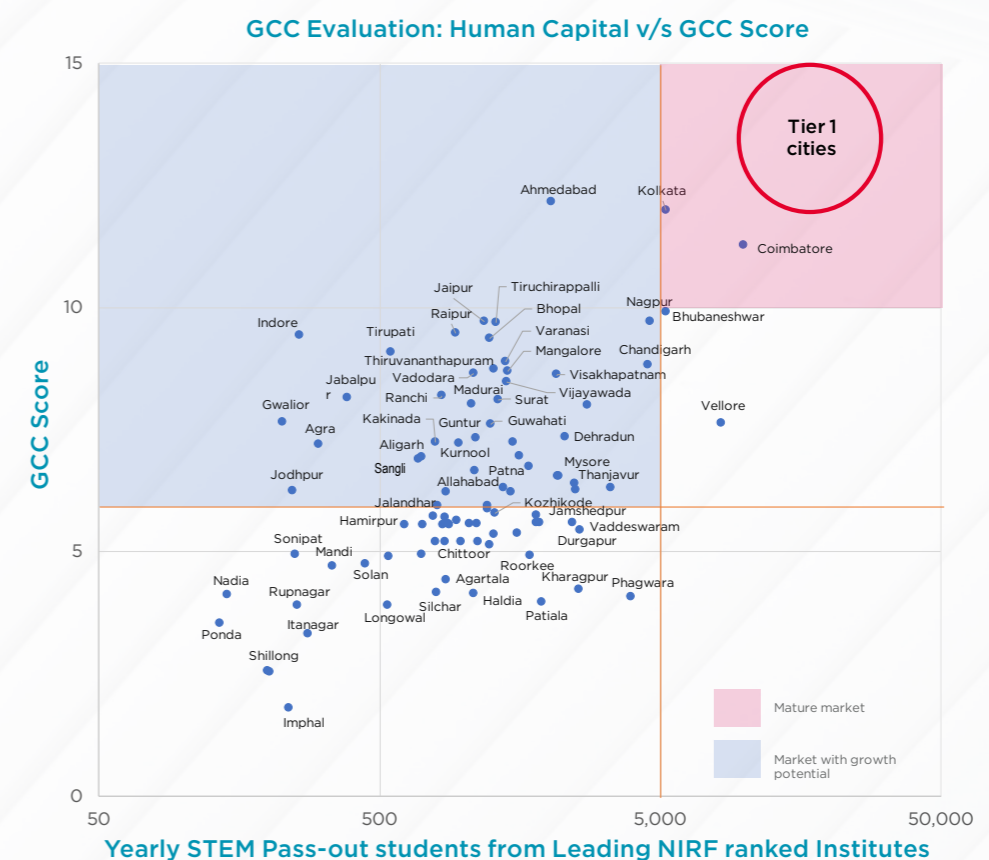 GCC Evaluation: Human Capital v/s GCC Score
15
Tier 1
cities
Ahmedabad
Kolkata
Coimbatore
Jaipur
Tiruchirappalli
10
Nagpur
Raipur
Bhopal
Bhubaneshwar
Indore
Tirupati
Varanasi
Thiruvananthapuram
Mangalore
Chandigarh
Vadodara
Visakhapatnam
Jabalpu
r
Ranchi
Madurai
Surat
Vijayawada
Gwalior
Vellore
Kakinada
Guntur
Guwahati
Agra
Aligarh
Kurnool
Dehradun
Sangli
Patna
Mysore
Jodhpur
Allahabad
Thanjavur
Jalandhar
Kozhikode
Hamirpur
Jamshedpur
Vaddeswaram
Sonipat
Durgapur
5
Mandi
Chittoor
Solan
Roorkee
Nadia
Agartala
Kharagpur
Phagwara
Rupnagar
Silchar
Haldia
Longowal
Patiala
Itanagar
Ponda
Shillong
Imphal
Mature market
Market with growth
potential
0
50
500
5,000
50,000
GCC Score
Yearly STEM Pass-out students from Leading NIRF ranked Institutes